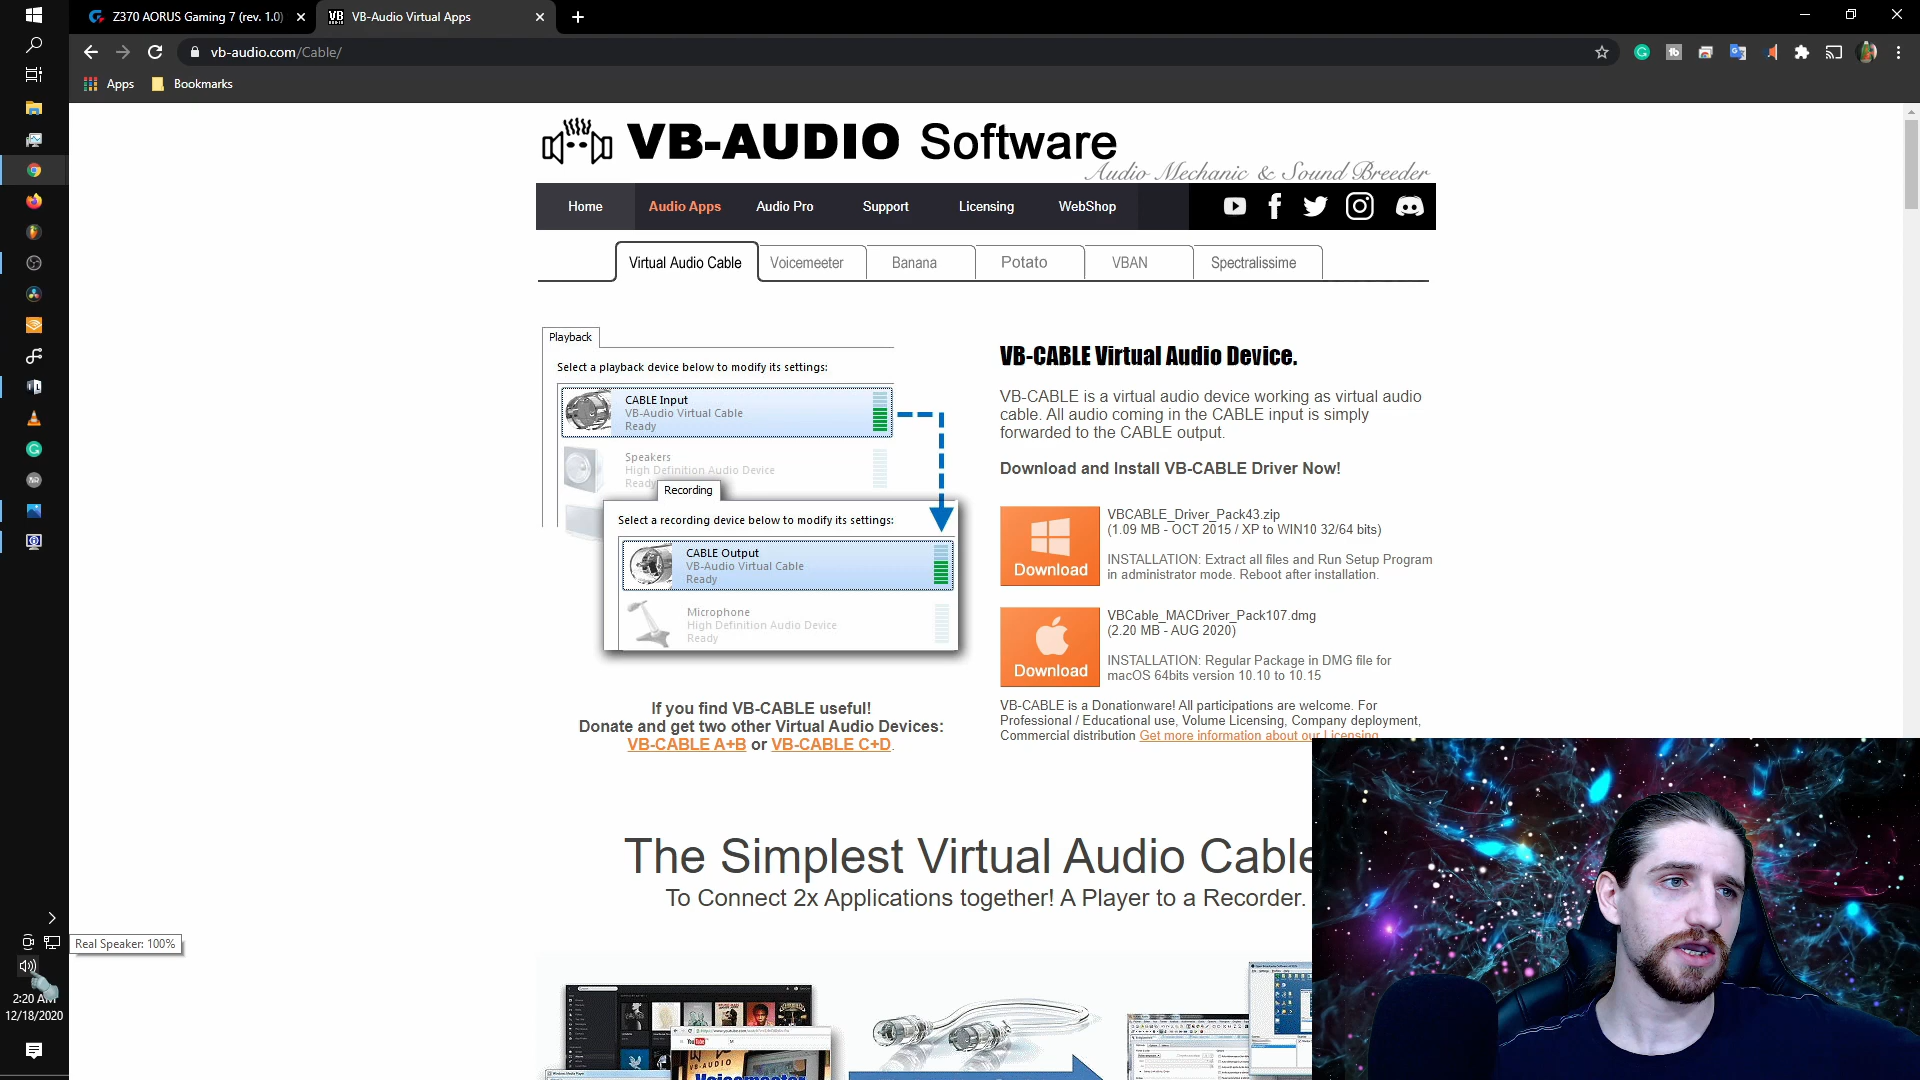 Z370 AORUS Gaming 7 (rev. 1.0)
VB-Audio Virtual Apps
vb-audio.com/Cable/
Apps
Bookmarks
VB-AUDIO Software
Audio Mechanic & Sound Breeder
Home
Audio Apps
Audio Pro
Support
Licensing
WebShop
Virtual Audio Cable
Voicemeeter
Banana
Potato
VBAN
Spectralissime
Playback
Select a playback device below to modify its settings:
CABLE Input
VB-Audio Virtual Cable
Ready
Speakers
High Definition Audio Device
Ready
Recording
Select a recording device below to modify its settings:
CABLE Output
VB-Audio Virtual Cable
Ready
Microphone
High Definition Audio Device
Ready
If you find VB-CABLE useful!
Donate and get two other Virtual Audio Devices:
VB-CABLE A+B or VB-CABLE C+D.
VB-CABLE Virtual Audio Device.
VB-CABLE is a virtual audio device working as virtual audio
cable. All audio coming in the CABLE input is simply
forwarded to the CABLE output.
Download and Install VB-CABLE Driver Now!
Download
VBCABLE_Driver_Pack43.zip
(1.09 MB - OCT 2015 / XP to WIN10 32/64 bits)
INSTALLATION: Extract all files and Run Setup Program
in administrator mode. Reboot after installation.
Download
VBCable_MACDriver_Pack107.dmg
(2.20 MB - AUG 2020)
INSTALLATION: Regular Package in DMG file for
macOS 64bits version 10.10 to 10.15
VB-CABLE is a Donationware! All participations are welcome. For
Professional / Educational use, Volume Licensing, Company deployment,
Commercial distribution Get more information about our Licensing
The Simplest Virtual Audio Cable
To Connect 2x Applications together! A Player to a Recorder.
Real Speaker: 100%
2:20 AM
12/18/2020
YouTube
VB-AUDIO
Voicemeeter